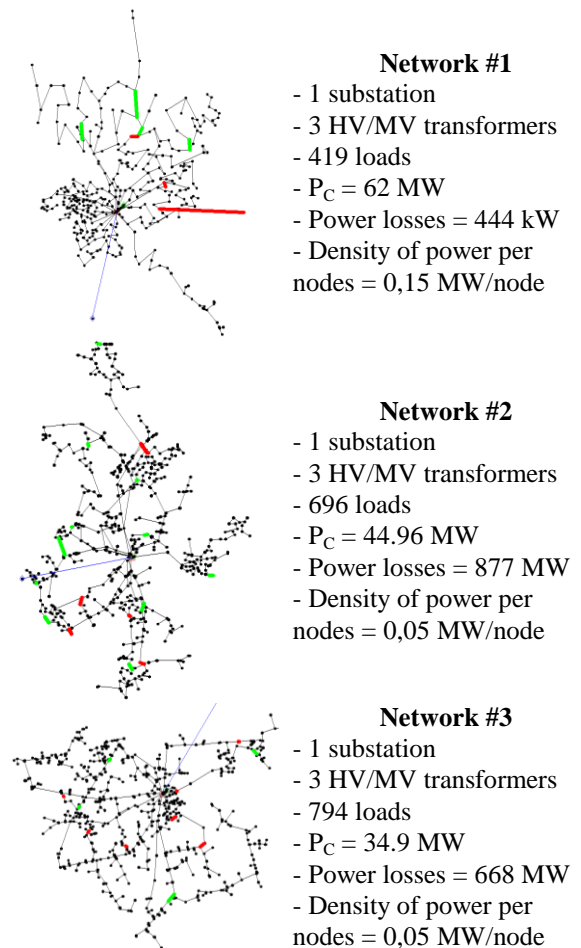 Network #1
- 1 substation
- 3 HV/MV transformers
- 419 loads
- P_C = 62 MW
- Power losses = 444 kW
- Density of power per
nodes = 0,15 MW/node
Network #2
- 1 substation
- 3 HV/MV transformers
- 696 loads
- P_C = 44.96 MW
- Power losses = 877 MW
- Density of power per
nodes = 0,05 MW/node
Network #3
- 1 substation
- 3 HV/MV transformers
- 794 loads
- P_C = 34.9 MW
- Power losses = 668 MW
- Density of power per
nodes = 0,05 MW/node